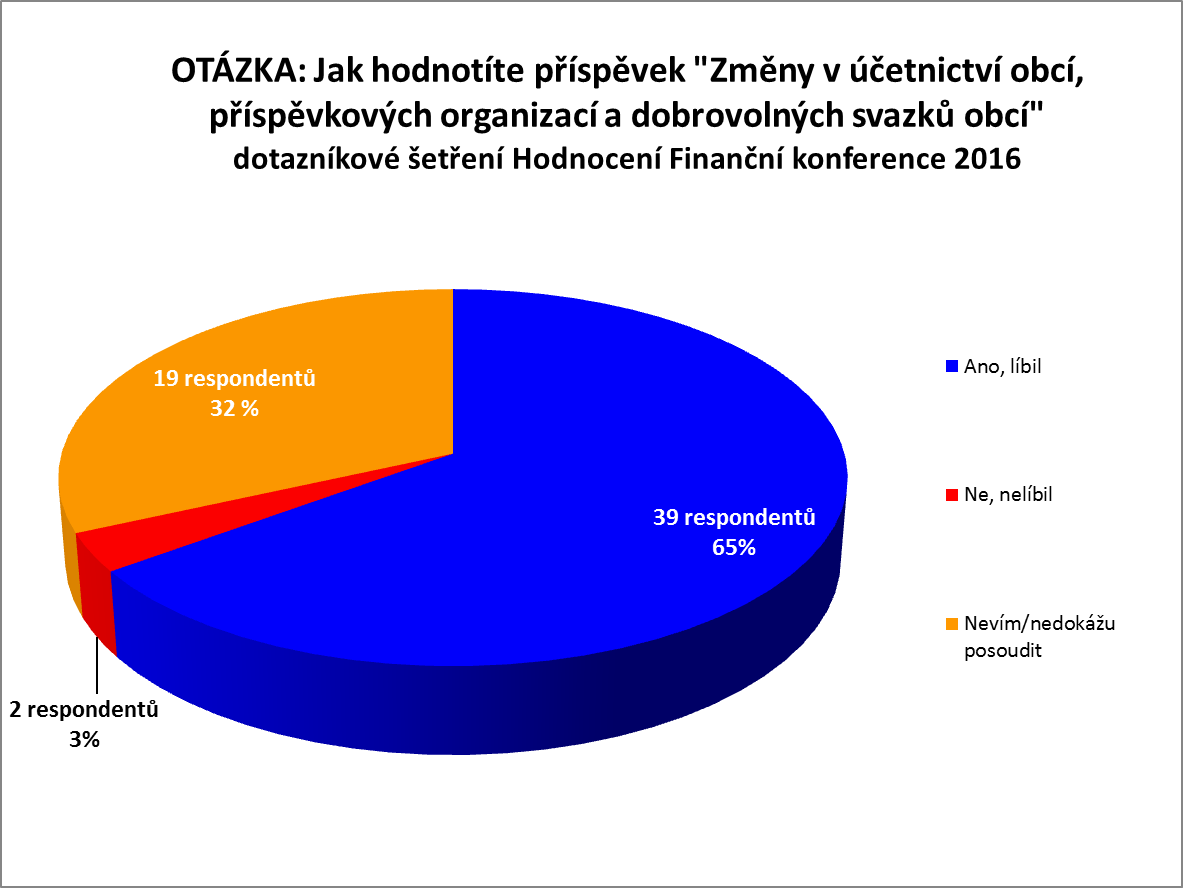 OTÁZKA: Jak hodnotíte příspěvek "Změny v účetnictví obcí,
příspěvkových organizací a dobrovolných svazků obcí"
dotazníkové šetření Hodnocení Finanční konference 2016
19 respondentů
32 %
39 respondentů
65%
2 respondentů
3%
Ano, líbil
Ne, nelíbil
Nevím/nedokážu
posoudit